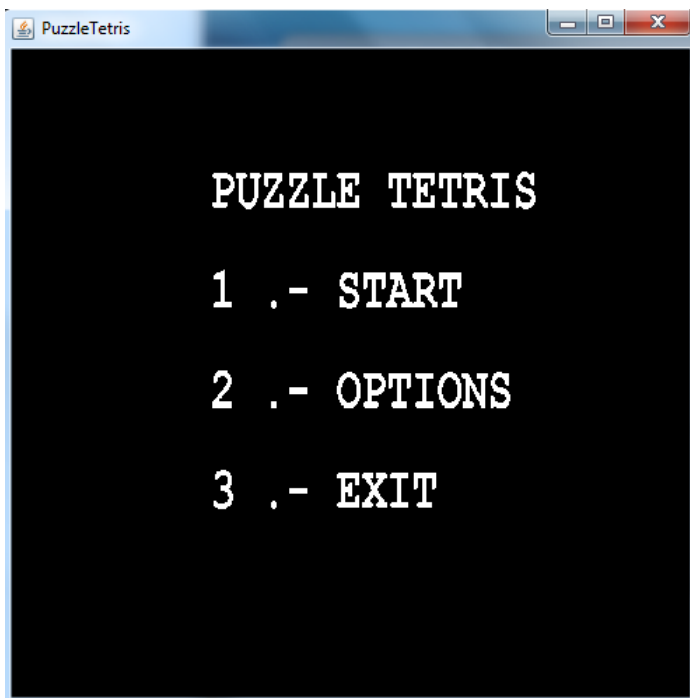 PuzzleTetris
PUZZLE TETRIS
1 .- START
2 .- OPTIONS
3 .- EXIT